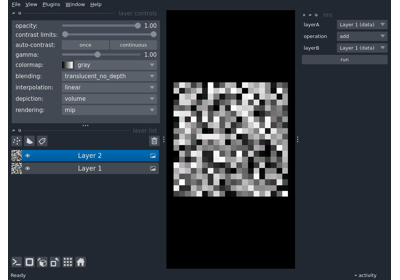 File View Plugins Window Help
layer controls
opacity: 1.00
contrast limits:
auto-contrast: once continuous
gamma: 1.00
colormap: gray
blending: translucent_no_depth
interpolation: linear
depiction: volume
rendering: mip
layer list
Layer 2
Layer 1
Ready
layerA Layer 1 (data)
operation add
layerB Layer 1 (data)
run
activity